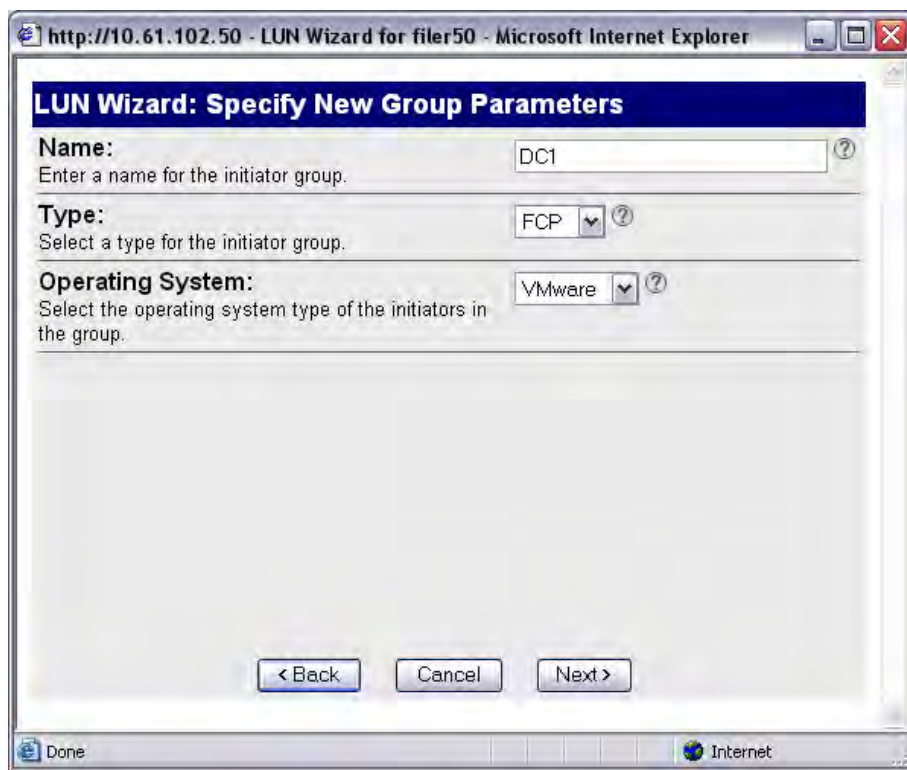 http://10.61.102.50 - LUN Wizard for filer50 - Microsoft Internet Explorer
LUN Wizard: Specify New Group Parameters
Name:
Enter a name for the initiator group.
DC1
?
Type:
Select a type for the initiator group.
FCP
?
Operating System:
Select the operating system type of the initiators in
the group.
VMware
?
< Back
Cancel
Next >
Done
Internet